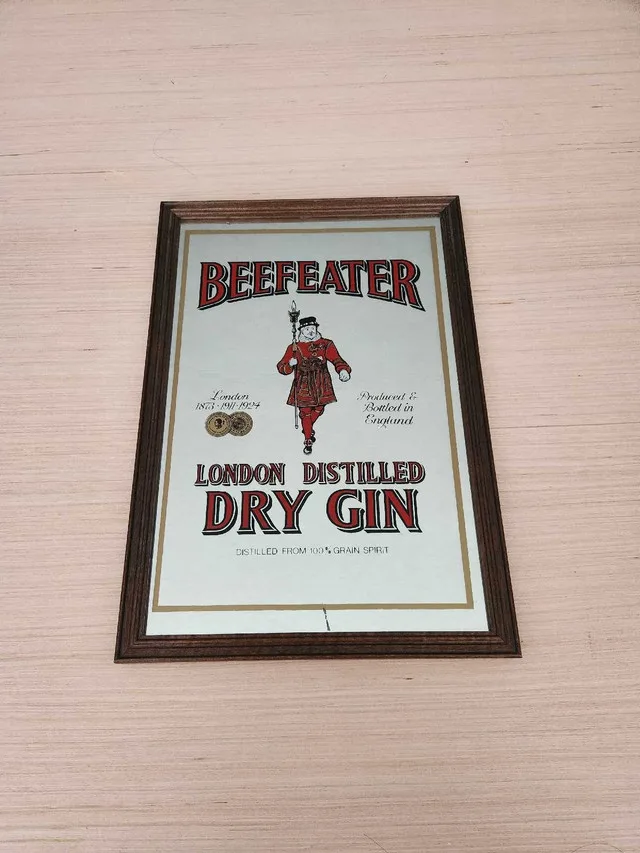 BEEFEATER
London
1873-1911-1924
Produced &
Bottled in
England
LONDON DISTILLED
DRY GIN
DISTILLED FROM 100% GRAIN SPIRIT